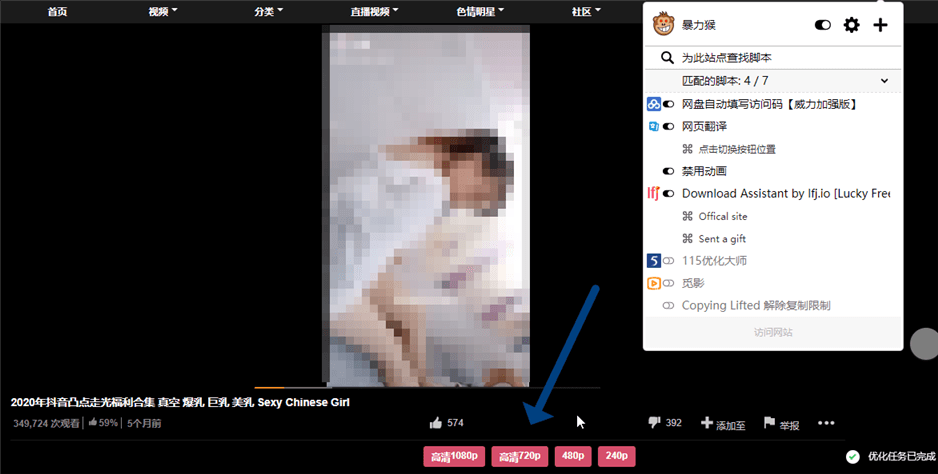 首页 视频 分类 直播视频 色情明星 社区
暴力猴
为此站点查找脚本
匹配的脚本: 4 / 7
网盘自动填写访问码【威力加强版】
网页翻译
点击切换按钮位置
禁用动画
Download Assistant by lfj.io [Lucky Free
Offical site
Sent a gift
115优化大师
觅影
Copying Lifted 解除复制限制
访问网站
2020年抖音凸点走光福利合集 真空 爆乳 巨乳 美乳 Sexy Chinese Girl
349,724 次观看 59% 5个月前 574 392 添加至 举报
高清1080p 高清720p 480p 240p
优化任务已完成